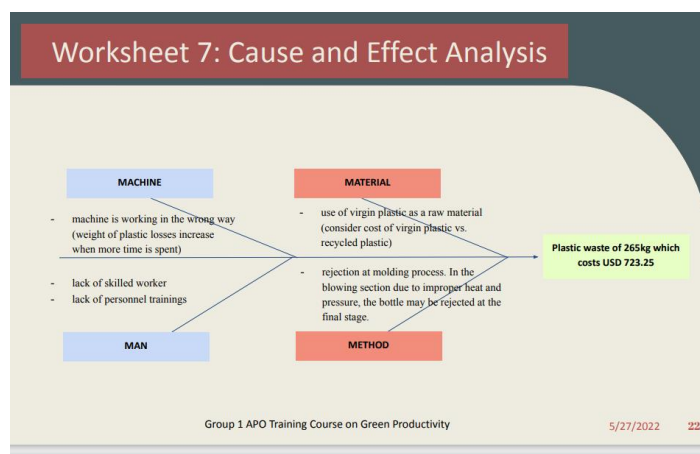 Worksheet 7: Cause and Effect Analysis
MACHINE
- machine is working in the wrong way
(weight of plastic losses increase
when more time is spent)
MATERIAL
- use of virgin plastic as a raw material
(consider cost of virgin plastic vs.
recycled plastic)
Plastic waste of 265kg which
costs USD 723.25
- lack of skilled worker
- lack of personnel trainings
MAN
- rejection at molding process. In the
blowing section due to improper heat and
pressure, the bottle may be rejected at the
final stage.
METHOD
Group 1 APO Training Course on Green Productivity
5/27/2022
22